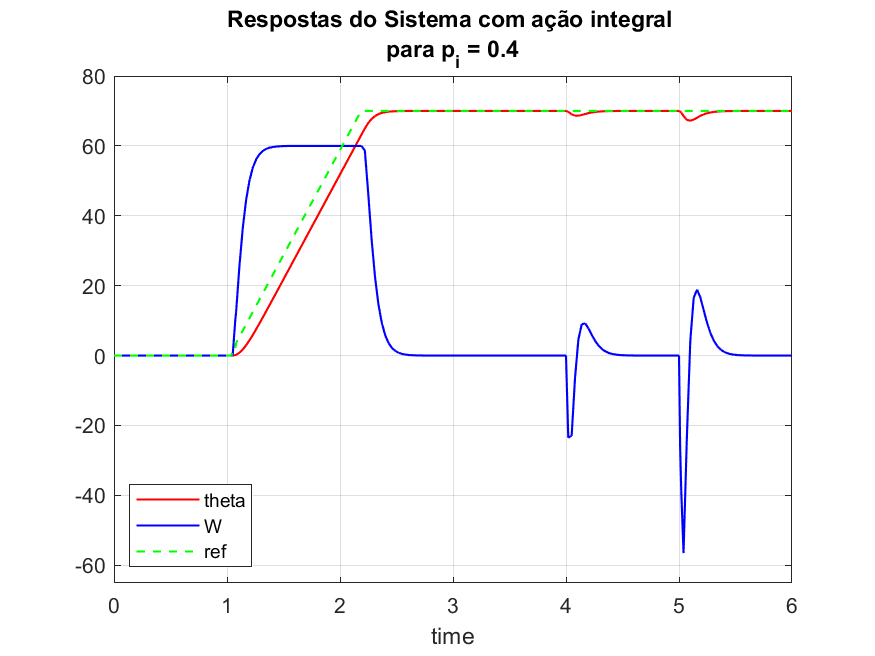 Respostas do Sistema com ação integral
para p_i = 0.4
80
60
40
20
0
-20
-40
-60
theta
W
ref
0 1 2 3 4 5 6
time